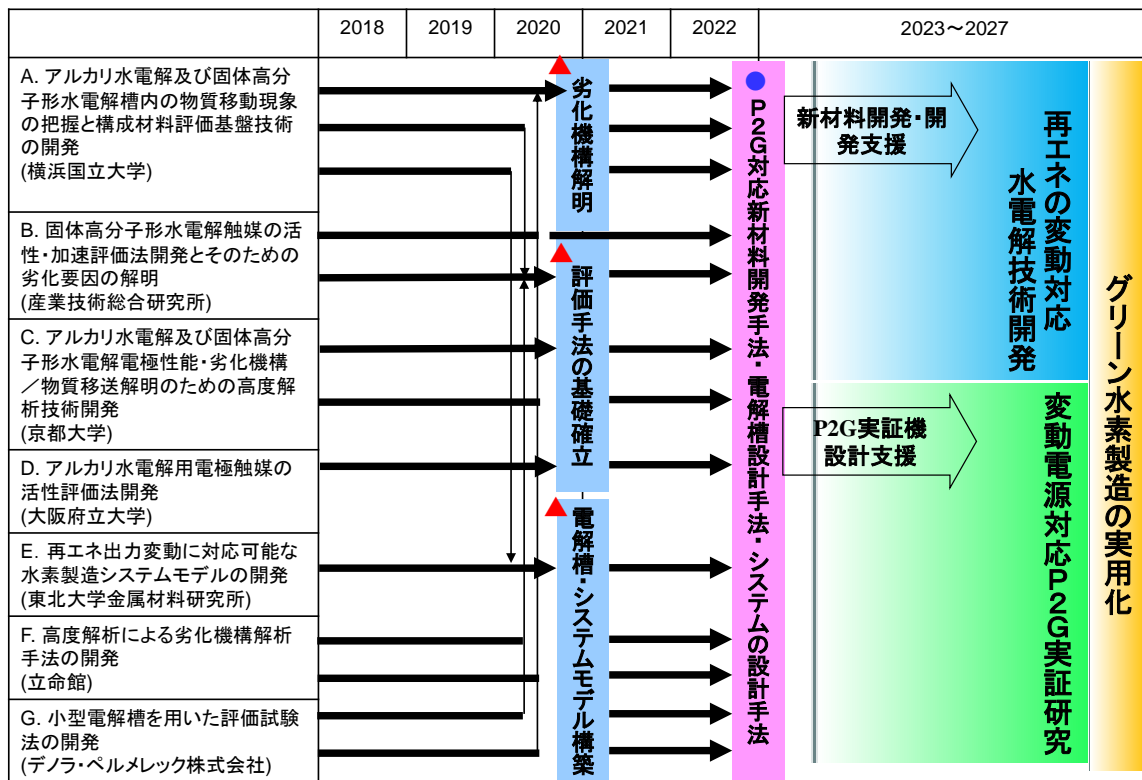 2018
2019
2020
2021
2022
2023～2027
A. アルカリ水電解及び固体高分
子形水電解槽内の物質移動現象
の把握と構成材料評価基盤技術
の開発
(横浜国立大学)
B. 固体高分子形水電解触媒の活
性・加速評価法開発とそのための
劣化要因の解明
(産業技術総合研究所)
C. アルカリ水電解及び固体高分
子形水電解電極性能・劣化機構
／物質移送解明のための高度解
析技術開発
(京都大学)
D. アルカリ水電解用電極触媒の
活性評価法開発
(大阪府立大学)
E. 再エネ出力変動に対応可能な
水素製造システムモデルの開発
(東北大学金属材料研究所)
F. 高度解析による劣化機構解析
手法の開発
(立命館)
G. 小型電解槽を用いた評価試験
法の開発
(デノラ・ペルメレック株式会社)
劣化機構解明
評価手法の基礎確立
電解槽・システムモデル構築
P2G対応新材料開発手法・電解槽設計手法・システムの設計手法
新材料開発・開
発支援
P2G実証機
設計支援
再エネの変動対応
水電解技術開発
変動電源対応P2G実証研究
グリーン水素製造の実用化